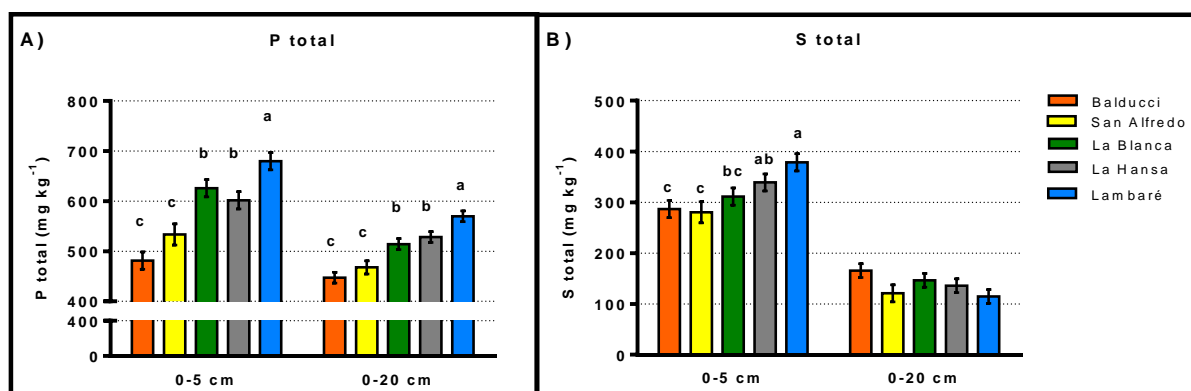 A)
P total
P total (mg kg-1)
800
700
600
500
400
400
0
c
c
b
b
a
c
c
b
b
a
0-5 cm
0-20 cm
B)
S total
S total (mg kg-1)
500
400
300
200
100
0
c
c
bc
ab
a
0-5 cm
0-20 cm
Balducci
San Alfredo
La Blanca
La Hansa
Lambaré